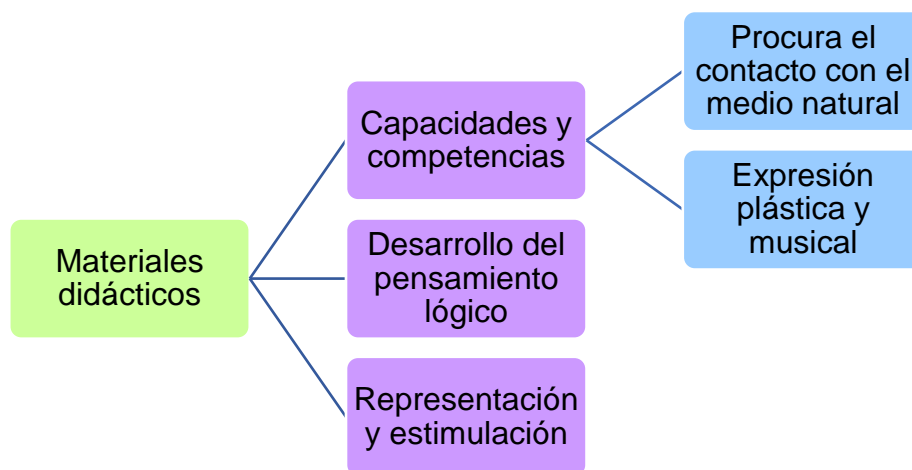 Materiales
didácticos
Capacidades y
competencias
Procura el
contacto con el
medio natural
Expresión
plástica y
musical
Desarrollo del
pensamiento
lógico
Representación
y estimulación